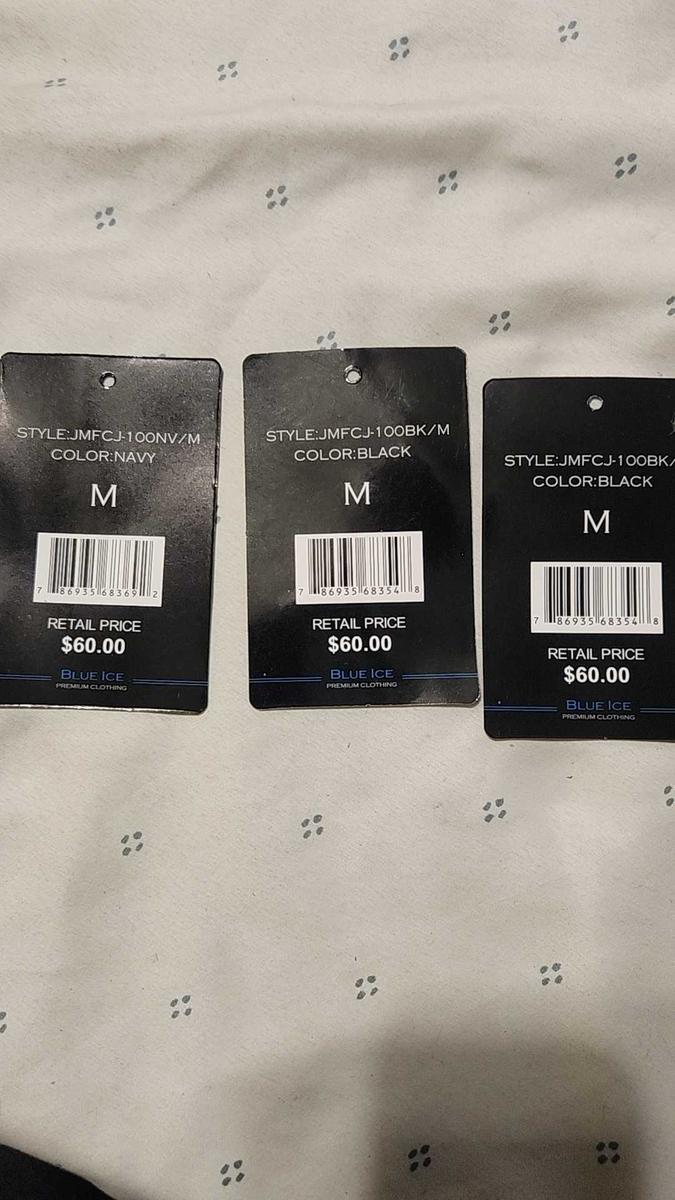 STYLE:JMFCJ-100NV/M
COLOR:NAVY
M
7 86935 68369 2
RETAIL PRICE
$60.00
BLUE ICE
PREMIUM CLOTHING
STYLE:JMFCJ-100BK/M
COLOR:BLACK
M
7 86935 68354 8
RETAIL PRICE
$60.00
BLUE ICE
PREMIUM CLOTHING
STYLE:JMFCJ-100BK/
COLOR:BLACK
M
7 86935 68354 8
RETAIL PRICE
$60.00
BLUE ICE
PREMIUM CLOTHING